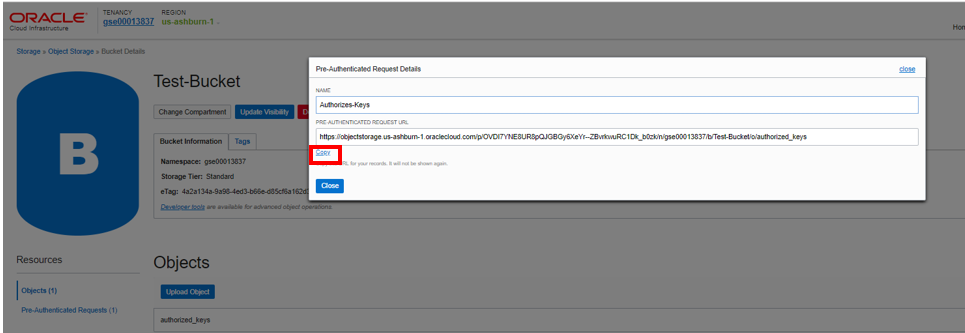 ORACLE
Cloud Infrastructure
TENANCY
gse00013837
REGION
us-ashburn-1
Storage » Object Storage » Bucket Details
B
Test-Bucket
Change Compartment
Update Visibility
Bucket Information
Tags
Namespace: gse00013837
Storage Tier: Standard
eTag: 4a2a134a-9a98-4ed3-b66e-d85cf6a162d
Developer tools are available for advanced object operations.
Pre-Authenticated Request Details
close
NAME
Authorizes-Keys
PRE-AUTHENTICATED REQUEST URL
https://objectstorage.us-ashburn-1.oraclecloud.com/p/OVDI7YNE8UR8pQJGBGy6XeYr--ZBvrkwuRC1Dk_b0zk/n/gse00013837/b/Test-Bucket/o/authorized_keys
Copy
for your records. It will not be shown again.
Close
Resources
Objects (1)
Pre-Authenticated Requests (1)
Objects
Upload Object
authorized_keys